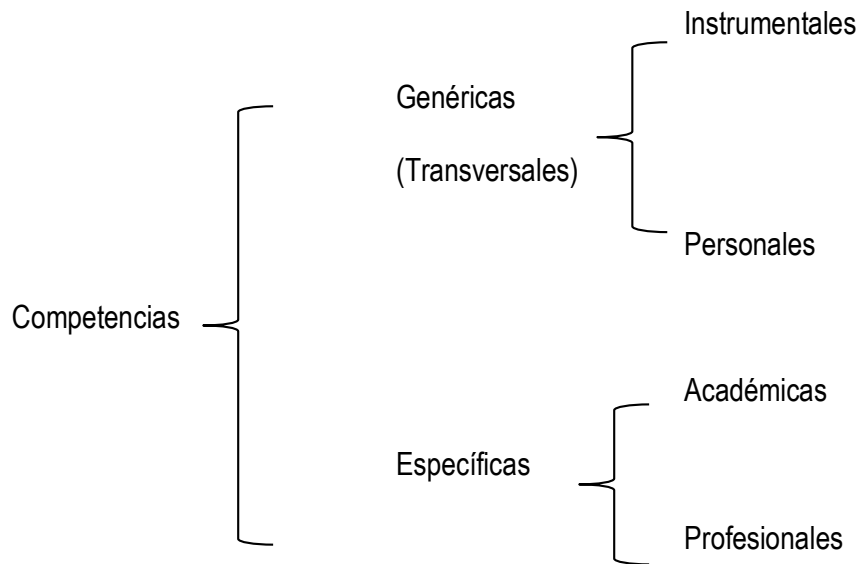 Instrumentales
Genéricas
(Transversales)
Personales
Competencias
Académicas
Específicas
Profesionales